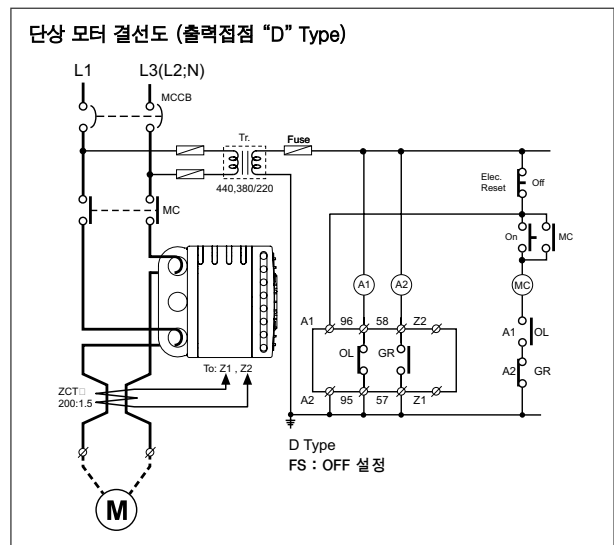 단상 모터 결선도 (출력접점 “D” Type)
L1 L3(L2;N)
MCCB
Tr. Fuse
440,380/220
Elec. Reset Off
MC
On MC
A1 A2 MC
A1 96 58 Z2
OL GR
A1 OL
A2 GR
To: Z1 , Z2
A2 95 57 Z1
ZCT□
200:1.5
D Type
FS : OFF 설정
M